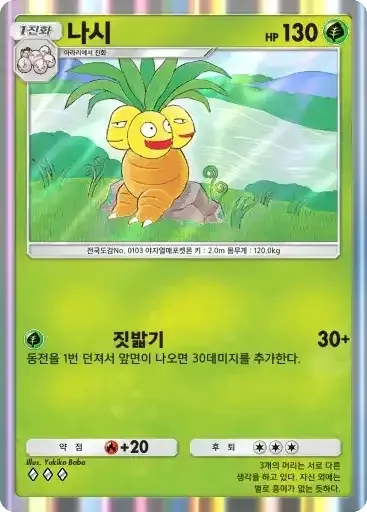 1진화
나시
HP 130
아라리에서 진화
전국도감No. 0103 야자열매포켓몬 키 : 2.0m 몸무게 : 120.0kg
짓밟기 30+
동전을 1번 던져서 앞면이 나오면 30데미지를 추가한다.
약 점 +20
후 퇴
Illus. Yukiko Baba
3개의 머리는 서로 다른
생각을 하고 있다. 자신 외에는
별로 흥미가 없는 듯하다.